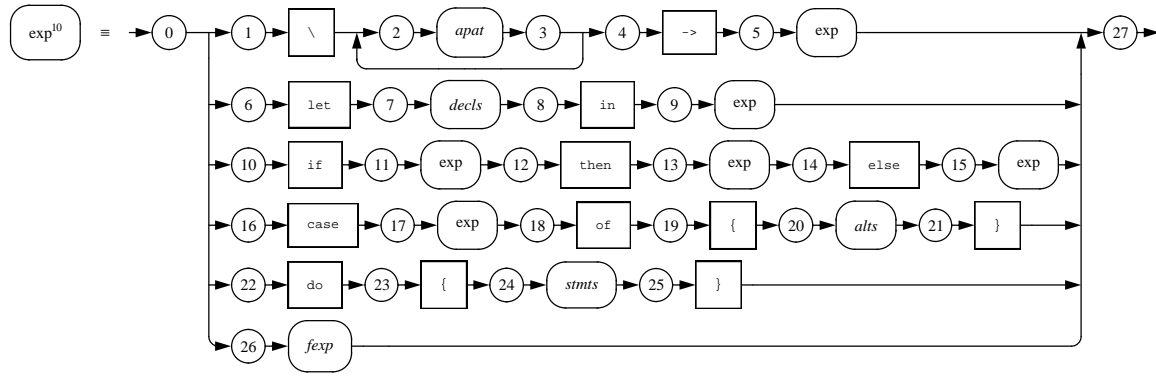 exp¹⁰ ≡ 0 1 \ 2 apat 3 4 -> 5 exp 27
6 let 7 decls 8 in 9 exp
10 if 11 exp 12 then 13 exp 14 else 15 exp
16 case 17 exp 18 of 19 { 20 alts 21 }
22 do 23 { 24 stmts 25 }
26 fexp